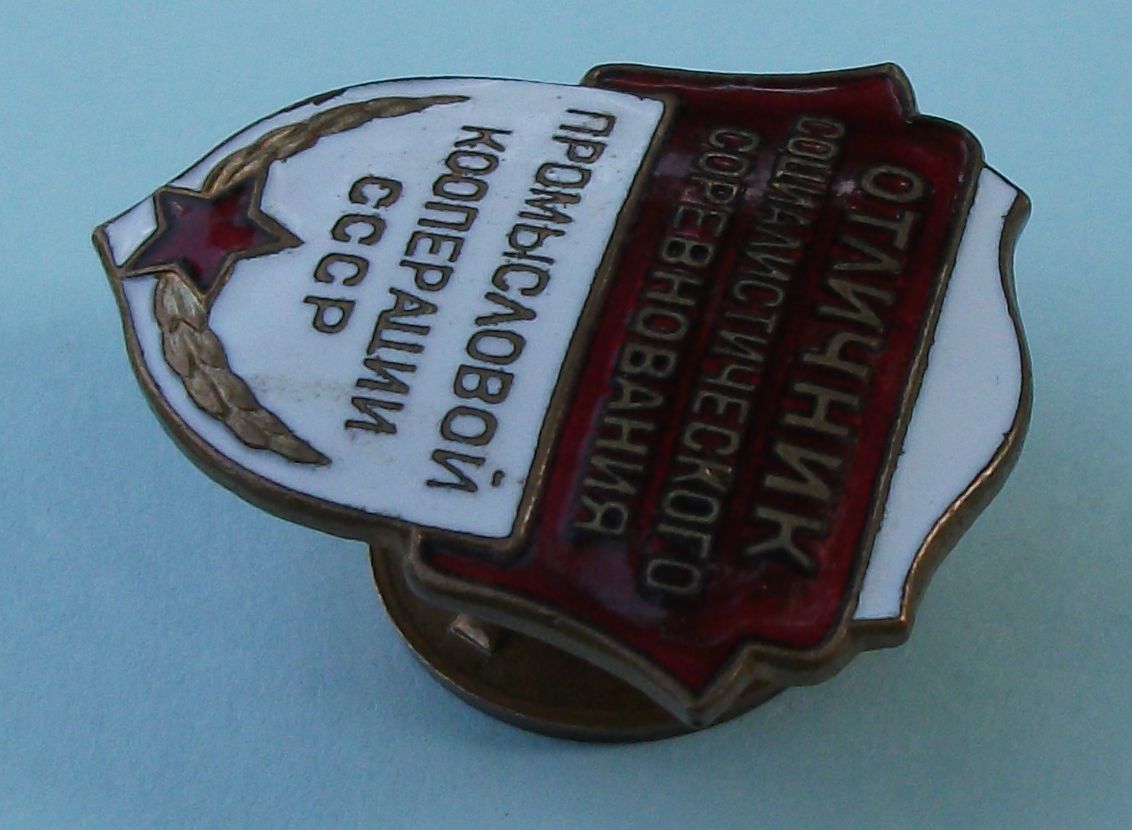 ОТЛИЧНИК
СОЦИАЛИСТИЧЕСКОГО
СОРЕВНОВАНИЯ
ПРОМЫСЛОВОЙ
КООПЕРАЦИИ
СССР